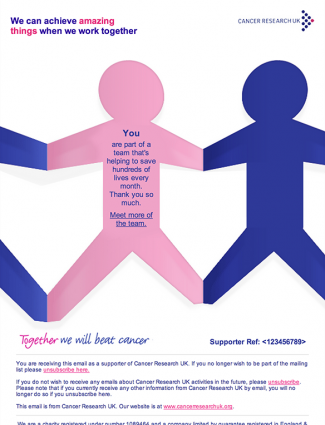 We can achieve amazing
things when we work together
CANCER RESEARCH UK
You
are part of a
team that's
helping to save
hundreds of
lives every
month.
Thank you so
much.
Meet more of
the team.
Together we will beat cancer
Supporter Ref: <123456789>
You are receiving this email as a supporter of Cancer Research UK. If you no longer wish to be part of the mailing
list please unsubscribe here.
If you do not wish to receive any emails about Cancer Research UK activities in the future, please unsubscribe.
Please note that if you currently receive any other information from Cancer Research UK by email, you will no
longer do so if you unsubscribe here.
This email is from Cancer Research UK. Our website is at www.cancerresearchuk.org.
We are a charity registered under number 1089464 and a company limited by guarantee registered in England &